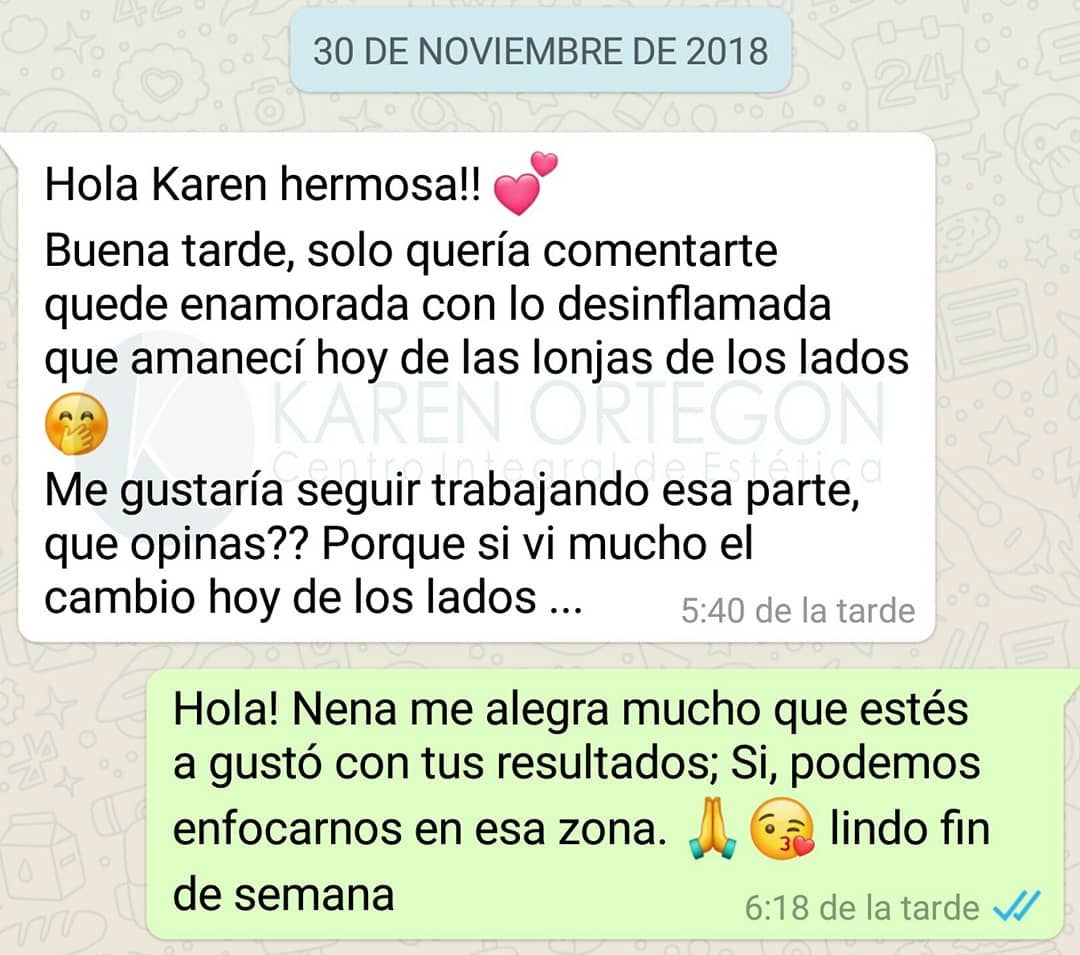 30 DE NOVIEMBRE DE 2018
Hola Karen hermosa!! 💕
Buena tarde, solo quería comentarte
quede enamorada con lo desinflamada
que amanecí hoy de las lonjas de los lados
🤭
KAREN ORTEGON
Centro Integral de Estética
Me gustaría seguir trabajando esa parte,
que opinas?? Porque si vi mucho el
cambio hoy de los lados ...
5:40 de la tarde
Hola! Nena me alegra mucho que estés
a gustó con tus resultados; Si, podemos
enfocarnos en esa zona. 🙏😘 lindo fin
de semana
6:18 de la tarde